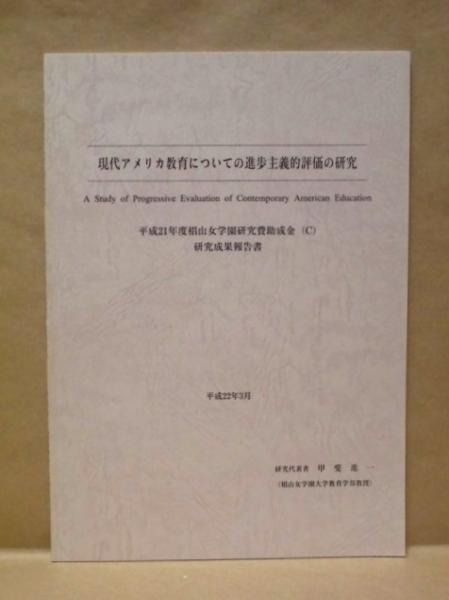 現代アメリカ教育についての進歩主義的評価の研究
A Study of Progressive Evaluation of Contemporary American Education
平成21年度椙山女学園研究費助成金（C）
研究成果報告書
平成22年3月
研究代表者 甲斐進一
（椙山女学園大学教育学部教授）